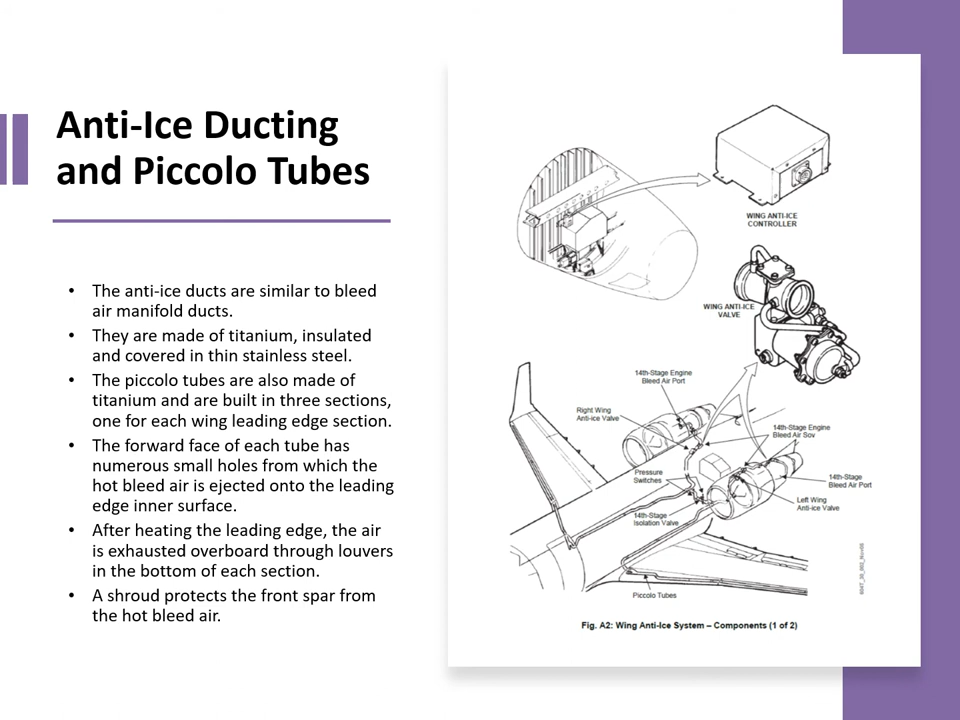 Anti-Ice Ducting
and Piccolo Tubes
• The anti-ice ducts are similar to bleed
air manifold ducts.
• They are made of titanium, insulated
and covered in thin stainless steel.
• The piccolo tubes are also made of
titanium and are built in three sections,
one for each wing leading edge section.
• The forward face of each tube has
numerous small holes from which the
hot bleed air is ejected onto the leading
edge inner surface.
• After heating the leading edge, the air
is exhausted overboard through louvers
in the bottom of each section.
• A shroud protects the front spar from
the hot bleed air.
WING ANTI-ICE
CONTROLLER
WING ANTI-ICE
VALVE
14th-Stage Engine
Bleed Air Port
Right Wing
Anti-ice Valve
14th-Stage Engine
Bleed Air Sov
Pressure
Switches
14th-Stage
Bleed Air Port
Left Wing
Anti-ice Valve
14th-Stage
Isolation Valve
Piccolo Tubes
Fig. A2: Wing Anti-Ice System – Components (1 of 2)